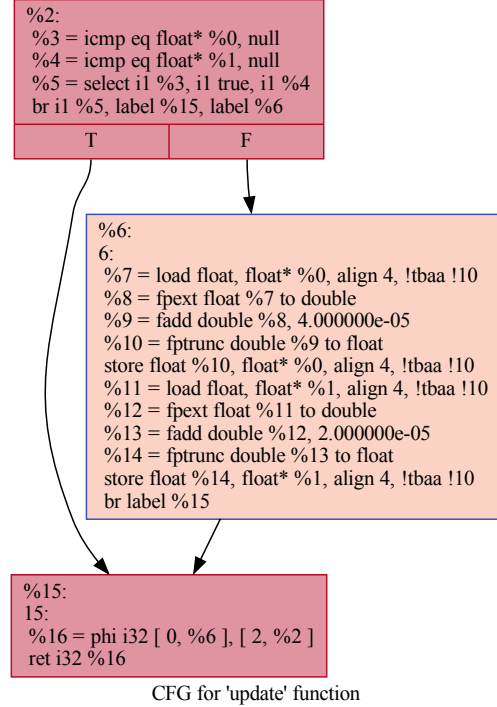 %2:
%3 = icmp eq float* %0, null
%4 = icmp eq float* %1, null
%5 = select i1 %3, i1 true, i1 %4
br i1 %5, label %15, label %6
T F
%6:
6:
%7 = load float, float* %0, align 4, !tbaa !10
%8 = fpext float %7 to double
%9 = fadd double %8, 4.000000e-05
%10 = fptrunc double %9 to float
store float %10, float* %0, align 4, !tbaa !10
%11 = load float, float* %1, align 4, !tbaa !10
%12 = fpext float %11 to double
%13 = fadd double %12, 2.000000e-05
%14 = fptrunc double %13 to float
store float %14, float* %1, align 4, !tbaa !10
br label %15
%15:
15:
%16 = phi i32 [ 0, %6 ], [ 2, %2 ]
ret i32 %16
CFG for 'update' function